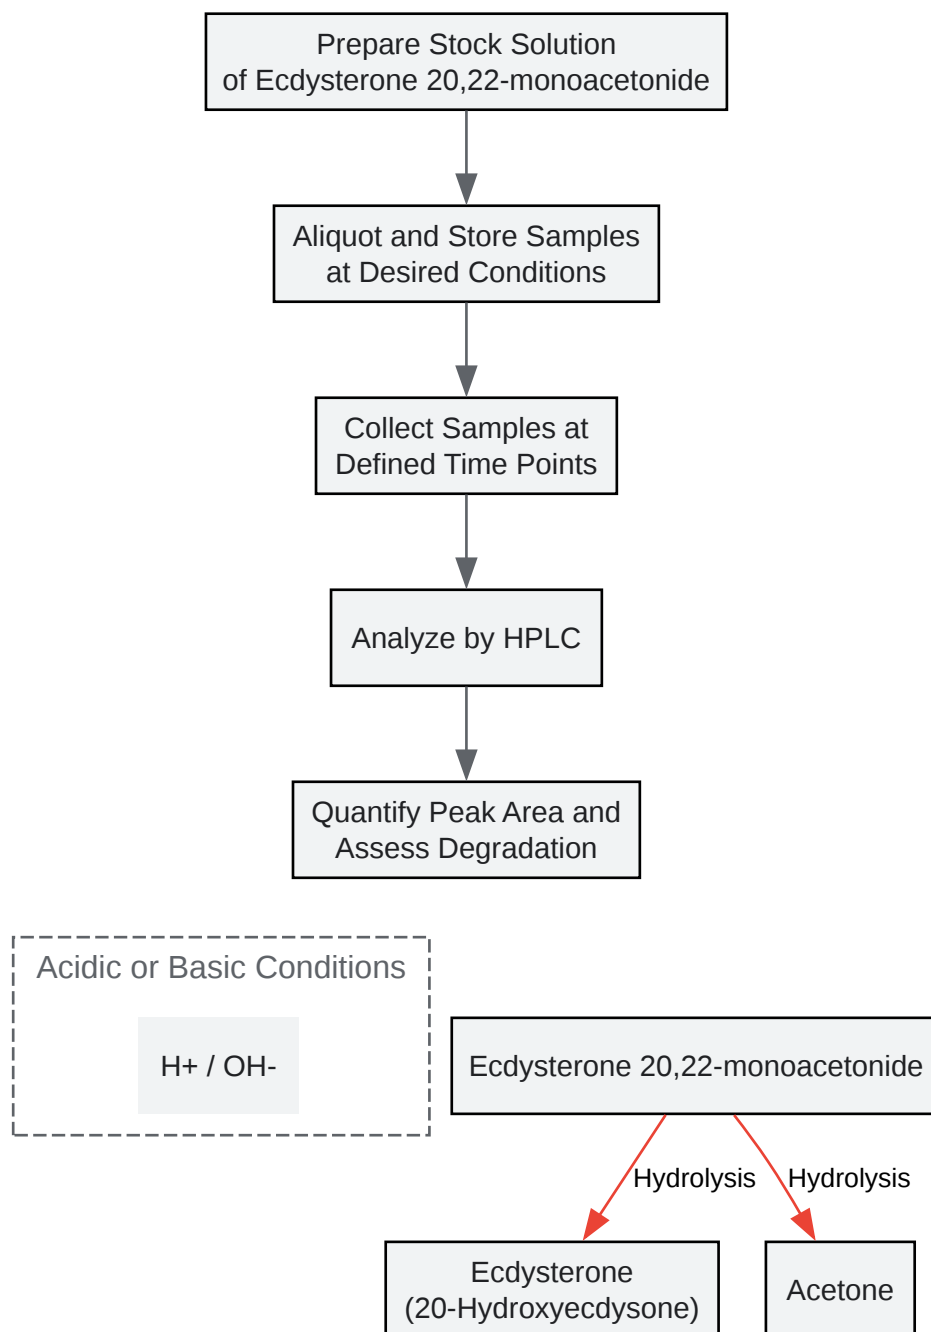 Prepare Stock Solution
of Ecdysterone 20,22-monoacetonide
Aliquot and Store Samples
at Desired Conditions
Collect Samples at
Defined Time Points
Analyze by HPLC
Quantify Peak Area and
Assess Degradation
Acidic or Basic Conditions
H+ / OH-
Ecdysterone 20,22-monoacetonide
Hydrolysis
Hydrolysis
Ecdysterone
(20-Hydroxyecdysone)
Acetone